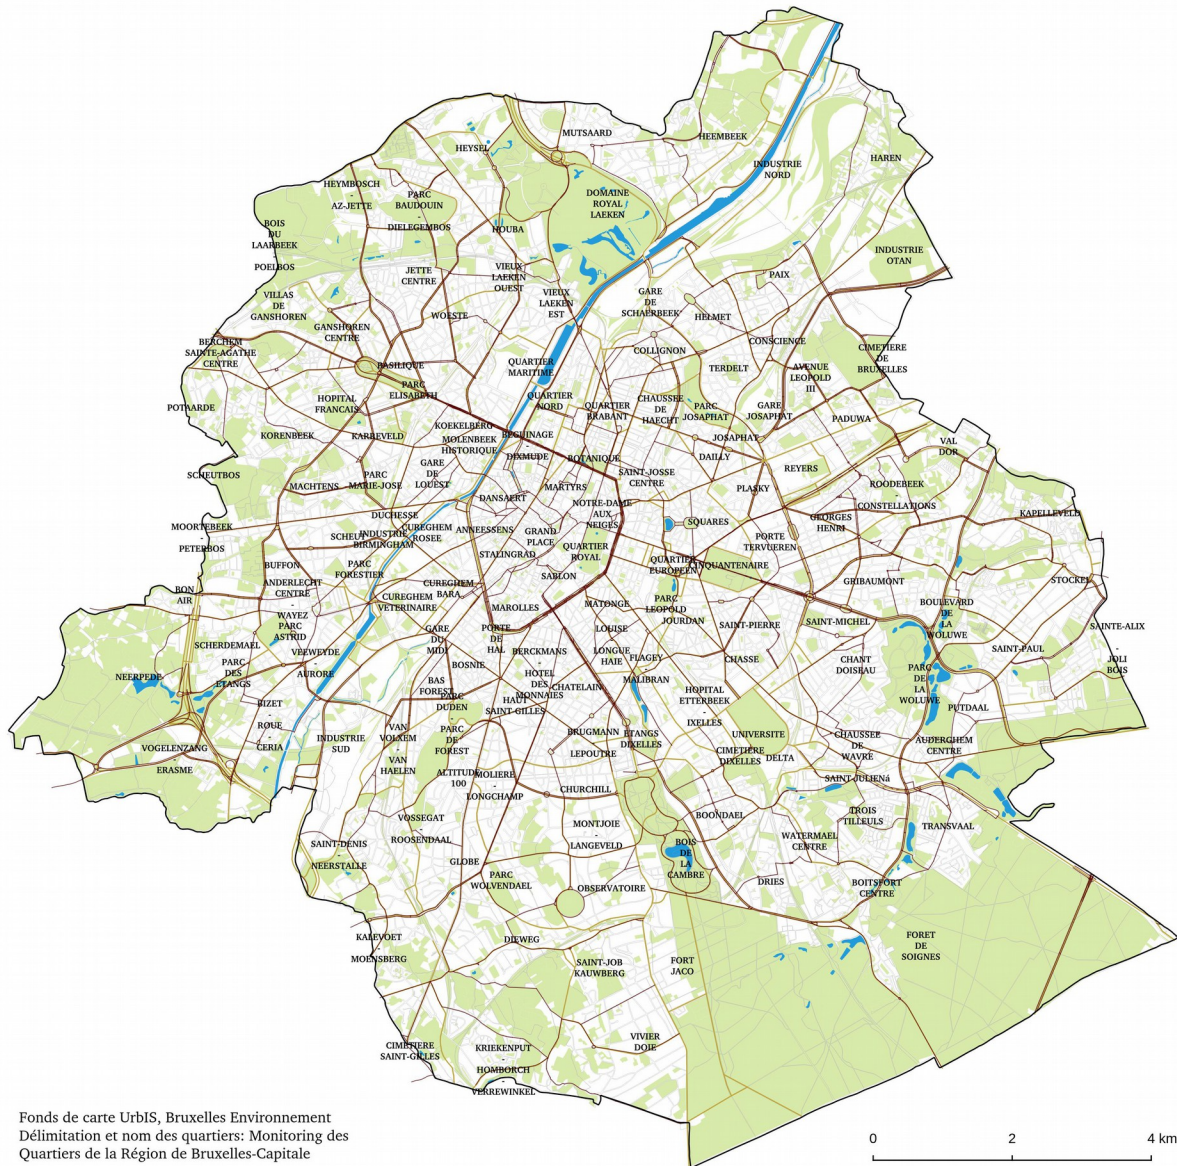 MUTSAARD
HEEMBEEK
HEYSEL
INDUSTRIE
NORD
HAREN
HEYMBOSCH
-
AZ-JETTE
PARC
BAUDOUIN
-
DIELEGEMBOS
DOMAINE
ROYAL
LAEKEN
BOIS
DU
LAARBEEK
-
POELBOS
HOUBA
INDUSTRIE
OTAN
JETTE
CENTRE
VIEUX
LAEKEN
OUEST
PAIX
VILLAS
DE
GANSHOREN
VIEUX
LAEKEN
EST
GARE
DE
SCHAERBEEK
WOESTE
HELMET
GANSHOREN
CENTRE
CONSCIENCE
BERCHEM
SAINTE-AGATHE
CENTRE
COLLIGNON
CIMETIERE
DE
BRUXELLES
BASILIQUE
QUARTIER
MARITIME
TERDELT
AVENUE
LEOPOLD
III
PARC
ELISABETH
POTAARDE
HOPITAL
FRANCAIS
QUARTIER
NORD
QUARTIER
BRABANT
CHAUSSEE
DE
HAECHT
PARC
JOSAPHAT
GARE
JOSAPHAT
PADUWA
KORENBEEK
KARREVELD
KOEKELBERG
MOLENBEEK
HISTORIQUE
BEGUINAGE
-
DIXMUDE
JOSAPHAT
VAL
DOR
BOTANIQUE
DAILLY
SCHEUTBOS
GARE
DE
LOUEST
SAINT-JOSSE
CENTRE
REYERS
MACHTENS
PARC
MARIE-JOSE
MARTYRS
PLASKY
ROODEBEEK
-
CONSTELLATIONS
DANSAERT
NOTRE-DAME
AUX
NEIGES
DUCHESSE
SQUARES
GEORGES
HENRI
KAPELLEVELD
MOORTEBEEK
-
PETERBOS
SCHEUT
INDUSTRIE
BIRMINGHAM
CUREGHEM
ROSEE
ANNEESSENS
GRAND
PLACE
PORTE
TERVUEREN
STALINGRAD
QUARTIER
ROYAL
BUFFON
PARC
FORESTIER
QUARTIER
EUROPEEN
CINQUANTENAIRE
SABLON
GRIBAUMONT
STOCKEL
BON
AIR
ANDERLECHT
CENTRE
-
WAYEZ
CUREGHEM
BARA
CUREGHEM
VETERINAIRE
MAROLLES
MATONGE
PARC
LEOPOLD
BOULEVARD
DE
LA
WOLUWE
PARC
ASTRID
JOURDAN
SAINT-PIERRE
SAINT-MICHEL
SAINTE-ALIX
-
JOLI
BOIS
SCHERDEMAEL
GARE
DU
MIDI
PORTE
DE
HAL
LOUISE
-
LONGUE
HAIE
SAINT-PAUL
VEEWEYDE
-
AURORE
BERCKMANS
-
HOTEL
DES
MONNAIES
FLAGEY
-
MALIBRAN
CHASSE
CHANT
DOISEAU
NEERPEDE
PARC
DES
ETANGS
BOSNIE
PARC
DE
LA
WOLUWE
BAS
FOREST
CHATELAIN
HOPITAL
ETTERBEEK
IXELLES
PUTDAAL
BIZET
-
ROUE
-
CERIA
PARC
DUDEN
-
PARC
DE
FOREST
HAUT
SAINT-GILLES
VAN
VOLXEM
-
VAN
HAELEN
INDUSTRIE
SUD
BRUGMANN
-
LEPOUTRE
ETANGS
DIXELLES
UNIVERSITE
CHAUSSEE
DE
WAVRE
AUDERGHEM
CENTRE
VOGELENZANG
-
ERASME
CIMETIERE
DIXELLES
DELTA
ALTITUDE
100
MOLIERE
-
LONGCHAMP
SAINT-JULIENá
CHURCHILL
BOONDAEL
TROIS
TILLEULS
VOSSEGAT
-
ROOSENDAAL
MONTJOIE
-
LANGEVELD
TRANSVAAL
WATERMAEL
CENTRE
SAINT-DENIS
-
NEERSTALLE
BOIS
DE
LA
CAMBRE
GLOBE
PARC
WOLVENDAEL
OBSERVATOIRE
DRIES
BOITSFORT
CENTRE
KALEVOET
-
MOENSBERG
DIEWEG
FORET
DE
SOIGNES
SAINT-JOB
KAUWBERG
FORT
JACO
CIMETIERE
SAINT-GILLES
KRIEKENPUT
-
HOMBORCH
-
VERREWINKEL
VIVIER
DOIE
Fonds de carte UrbIS, Bruxelles Environnement
Délimitation et nom des quartiers: Monitoring des
Quartiers de la Région de Bruxelles-Capitale
0 2 4 km